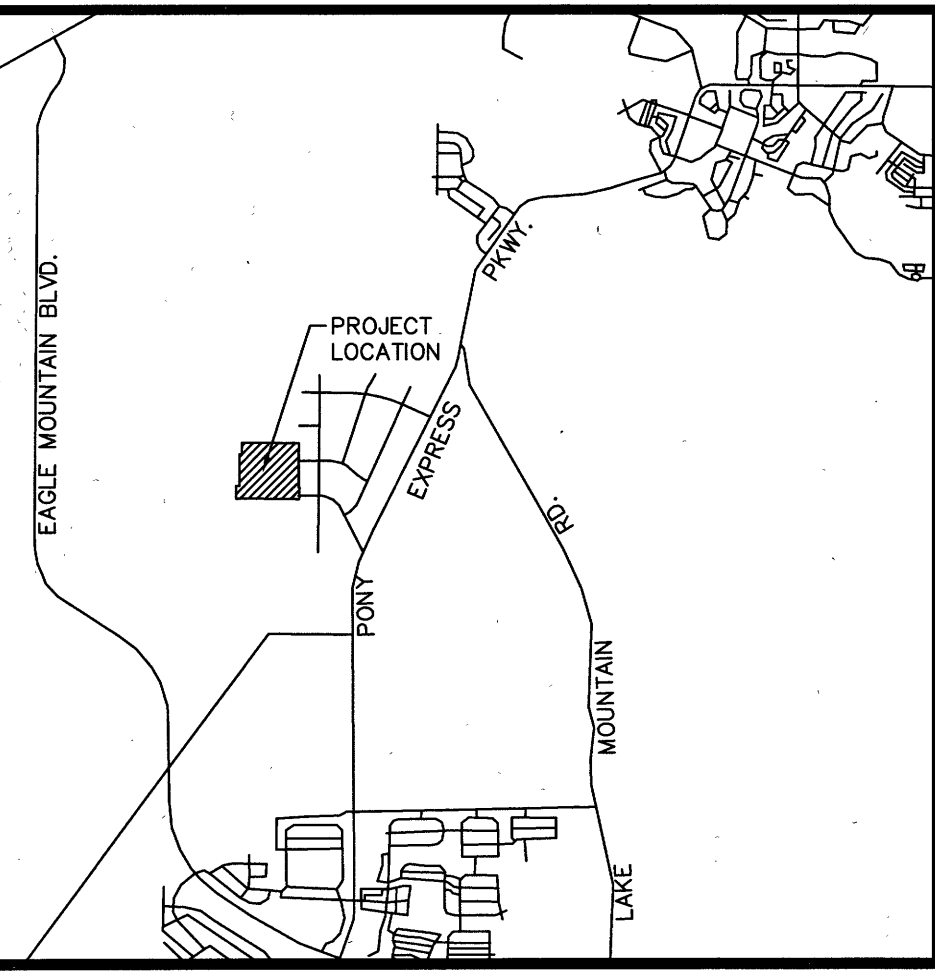 PKWY.
EAGLE MOUNTAIN BLVD.
PROJECT
LOCATION
EXPRESS
RD.
PONY
MOUNTAIN
LAKE